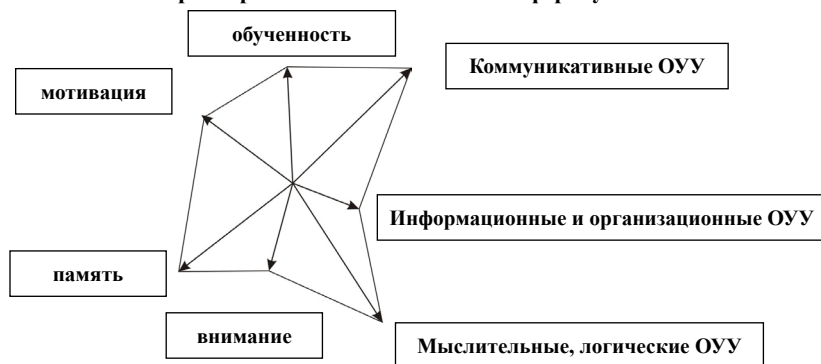 обученность
Коммуникативные ОУУ
мотивация
Информационные и организационные ОУУ
память
внимание
Мыслительные, логические ОУУ